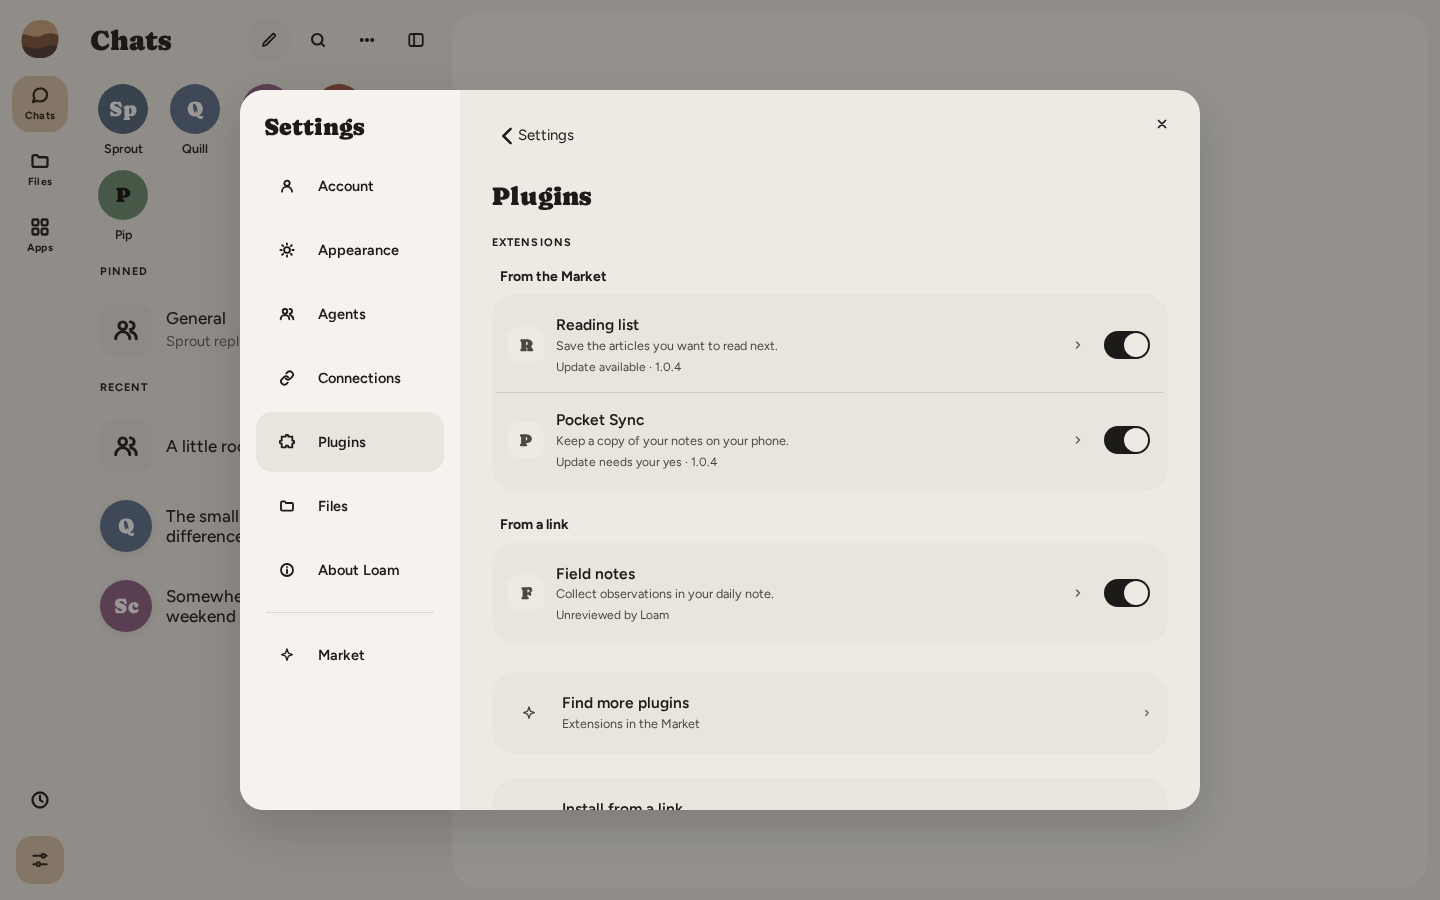 Chats
Chats
Files
Apps
Sp
Sprout
Q
Quill
P
Pip
PINNED
General
Sprout repl
RECENT
A little roo
Q
The small
difference
Sc
Somewhe
weekend
Settings
Account
Appearance
Agents
Connections
Plugins
Files
About Loam
Market
Settings
Plugins
EXTENSIONS
From the Market
R
Reading list
Save the articles you want to read next.
Update available · 1.0.4
P
Pocket Sync
Keep a copy of your notes on your phone.
Update needs your yes · 1.0.4
From a link
F
Field notes
Collect observations in your daily note.
Unreviewed by Loam
Find more plugins
Extensions in the Market
Install from a link